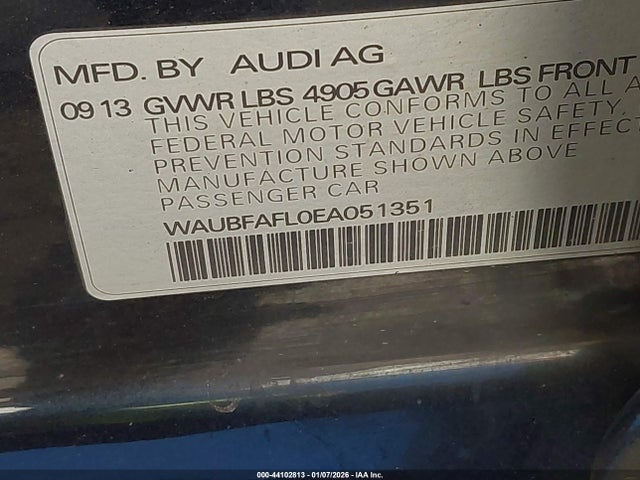 MFD. BY AUDI AG
09 13 GVWR LBS 4905 GAWR LBS FRONT
THIS VEHICLE CONFORMS TO ALL A
FEDERAL MOTOR VEHICLE SAFETY,
PREVENTION STANDARDS IN EFFECT
MANUFACTURE SHOWN ABOVE
PASSENGER CAR
WAUBFAFL0EA051351
000-44102813 - 01/07/2026 - IAA Inc.